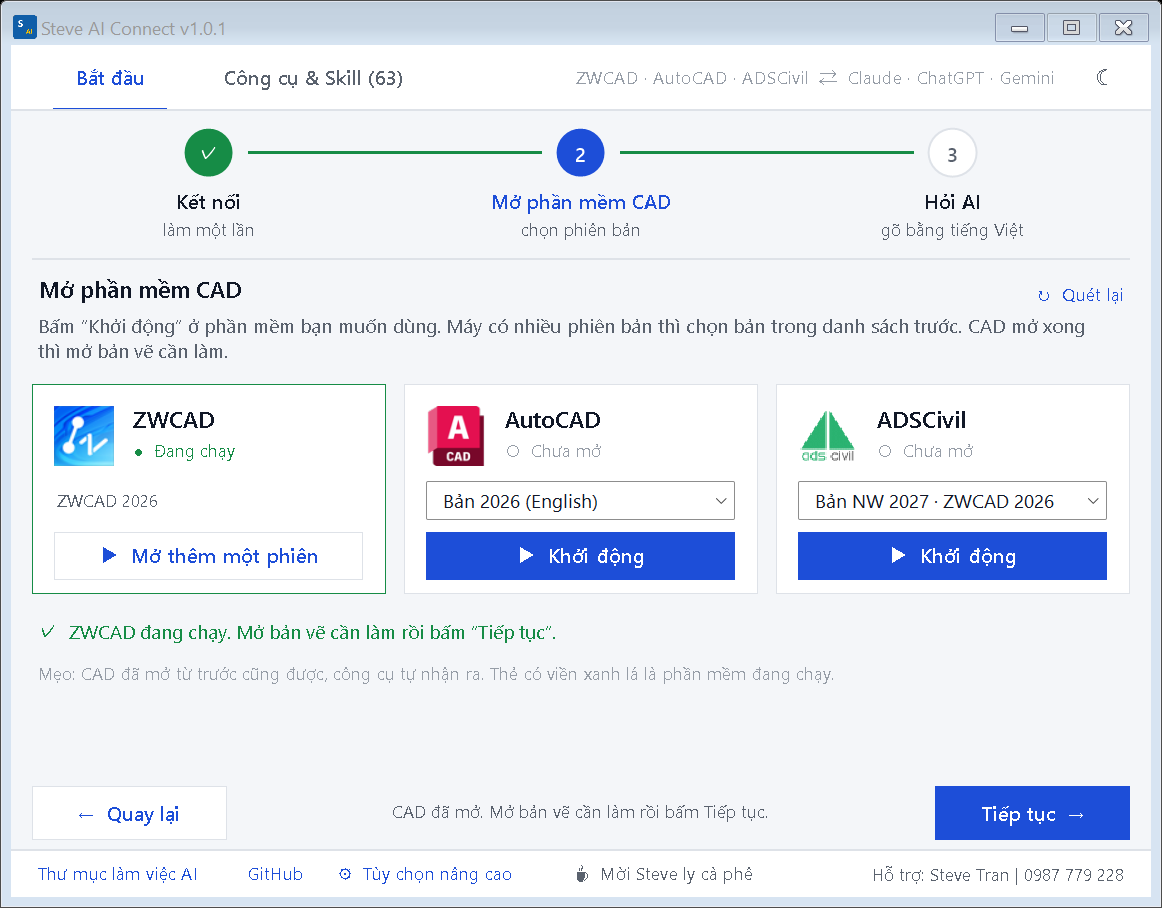 Steve AI Connect v1.0.1
Bắt đầu
Công cụ & Skill (63)
ZWCAD · AutoCAD · ADSCivil ⇄ Claude · ChatGPT · Gemini
2
3
Kết nối
Mở phần mềm CAD
Hỏi AI
làm một lần
chọn phiên bản
gõ bằng tiếng Việt
Mở phần mềm CAD
↻ Quét lại
Bấm "Khởi động" ở phần mềm bạn muốn dùng. Máy có nhiều phiên bản thì chọn bản trong danh sách trước. CAD mở xong
thì mở bản vẽ cần làm.
ZWCAD
Đang chạy
ZWCAD 2026
Mở thêm một phiên
A
CAD
AutoCAD
Chưa mở
Bản 2026 (English)
Khởi động
ads civil
ADSCivil
Chưa mở
Bản NW 2027 · ZWCAD 2026
Khởi động
✓ ZWCAD đang chạy. Mở bản vẽ cần làm rồi bấm "Tiếp tục".
Mẹo: CAD đã mở từ trước cũng được, công cụ tự nhận ra. Thẻ có viền xanh lá là phần mềm đang chạy.
← Quay lại
CAD đã mở. Mở bản vẽ cần làm rồi bấm Tiếp tục.
Tiếp tục →
Thư mục làm việc AI
GitHub
Tùy chọn nâng cao
Mời Steve ly cà phê
Hỗ trợ: Steve Tran | 0987 779 228